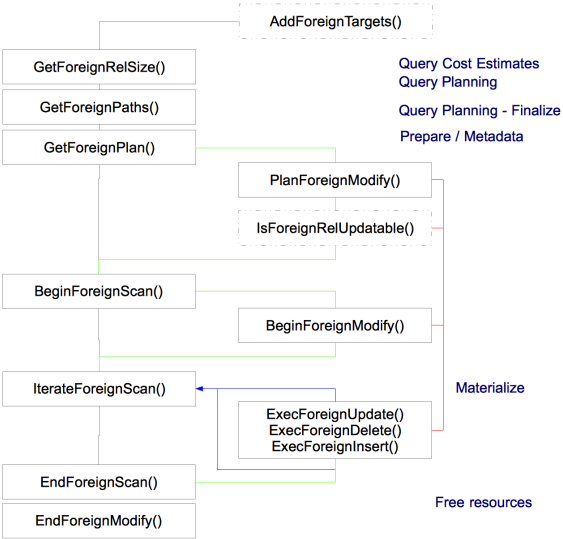 AddForeignTargets()
GetForeignRelSize()
Query Cost Estimates
Query Planning
GetForeignPaths()
Query Planning - Finalize
GetForeignPlan()
Prepare / Metadata
PlanForeignModify()
IsForeignRelUpdatable()
BeginForeignScan()
BeginForeignModify()
IterateForeignScan()
Materialize
ExecForeignUpdate()
ExecForeignDelete()
ExecForeignInsert()
EndForeignScan()
Free resources
EndForeignModify()